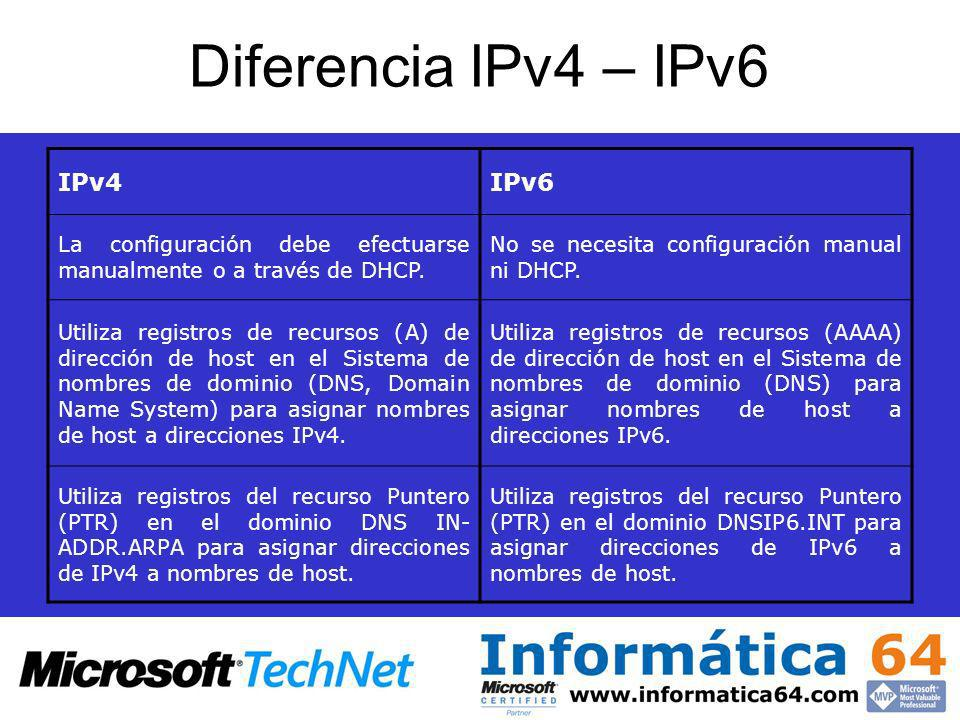 Diferencia IPv4 – IPv6
IPv4
IPv6
La configuración debe efectuarse
manualmente o a través de DHCP.
No se necesita configuración manual
ni DHCP.
Utiliza registros de recursos (A) de
dirección de host en el Sistema de
nombres de dominio (DNS, Domain
Name System) para asignar nombres
de host a direcciones IPv4.
Utiliza registros de recursos (AAAA)
de dirección de host en el Sistema de
nombres de dominio (DNS) para
asignar nombres de host a
direcciones IPv6.
Utiliza registros del recurso Puntero
(PTR) en el dominio DNS IN-
ADDR.ARPA para asignar direcciones
de IPv4 a nombres de host.
Utiliza registros del recurso Puntero
(PTR) en el dominio DNSIP6.INT para
asignar direcciones de IPv6 a
nombres de host.
Microsoft® TechNet
Informática 64
Microsoft
CERTIFIED
Partner
www.informatica64.com
MVP
Microsoft®
Most Valuable
Professional